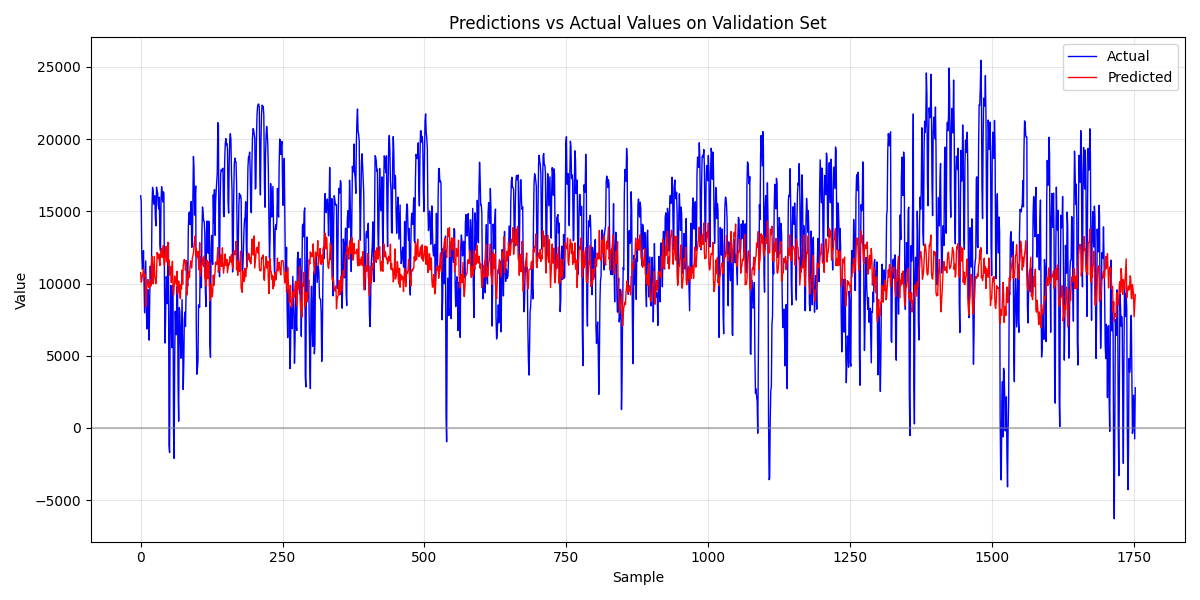 Predictions vs Actual Values on Validation Set
Actual
Predicted
25000
20000
15000
10000
5000
0
−5000
Value
0 250 500 750 1000 1250 1500 1750
Sample